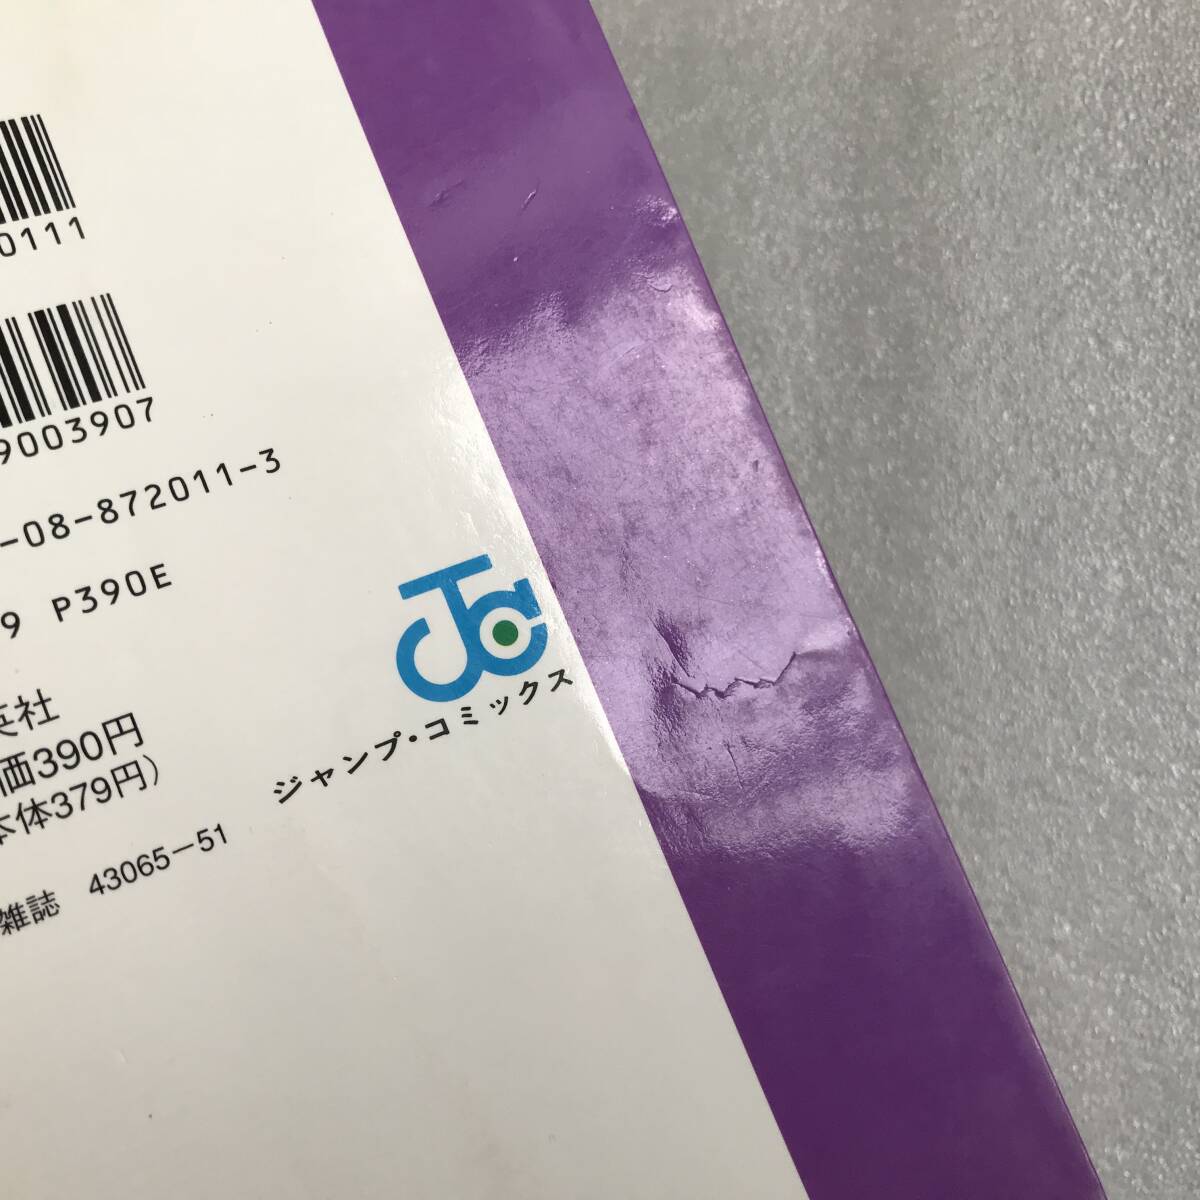 0111
9003907
-08-872011-3
9 P390E
英社
価390円
本体379円)
雑誌 43065-51
JC
ジャンプ・コミックス